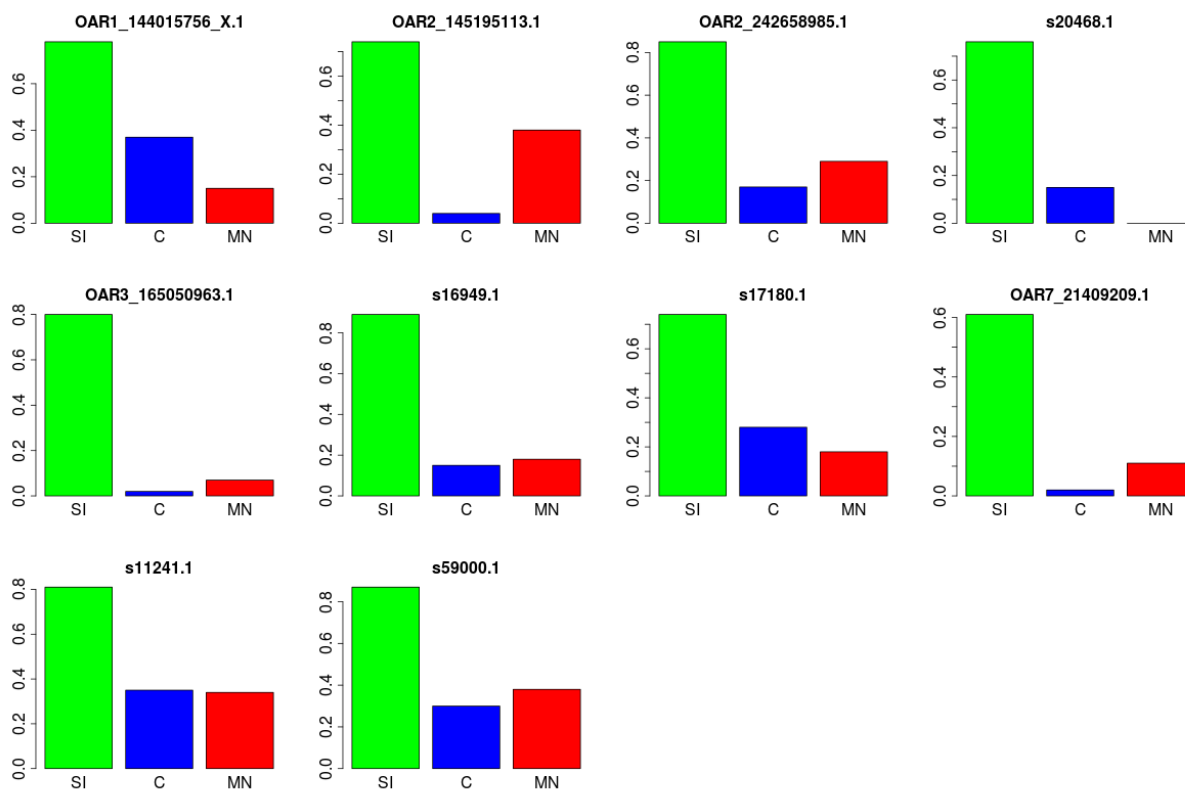 OAR1_144015756_X.1
0.0 0.2 0.4 0.6
SI C MN
OAR2_145195113.1
0.0 0.2 0.4 0.6
SI C MN
OAR2_242658985.1
0.0 0.2 0.4 0.6 0.8
SI C MN
s20468.1
0.0 0.2 0.4 0.6
SI C MN
OAR3_165050963.1
0.0 0.2 0.4 0.6 0.8
SI C MN
s16949.1
0.0 0.2 0.4 0.6 0.8
SI C MN
s17180.1
0.0 0.2 0.4 0.6
SI C MN
OAR7_21409209.1
0.0 0.2 0.4 0.6
SI C MN
s11241.1
0.0 0.2 0.4 0.6 0.8
SI C MN
s59000.1
0.0 0.2 0.4 0.6 0.8
SI C MN